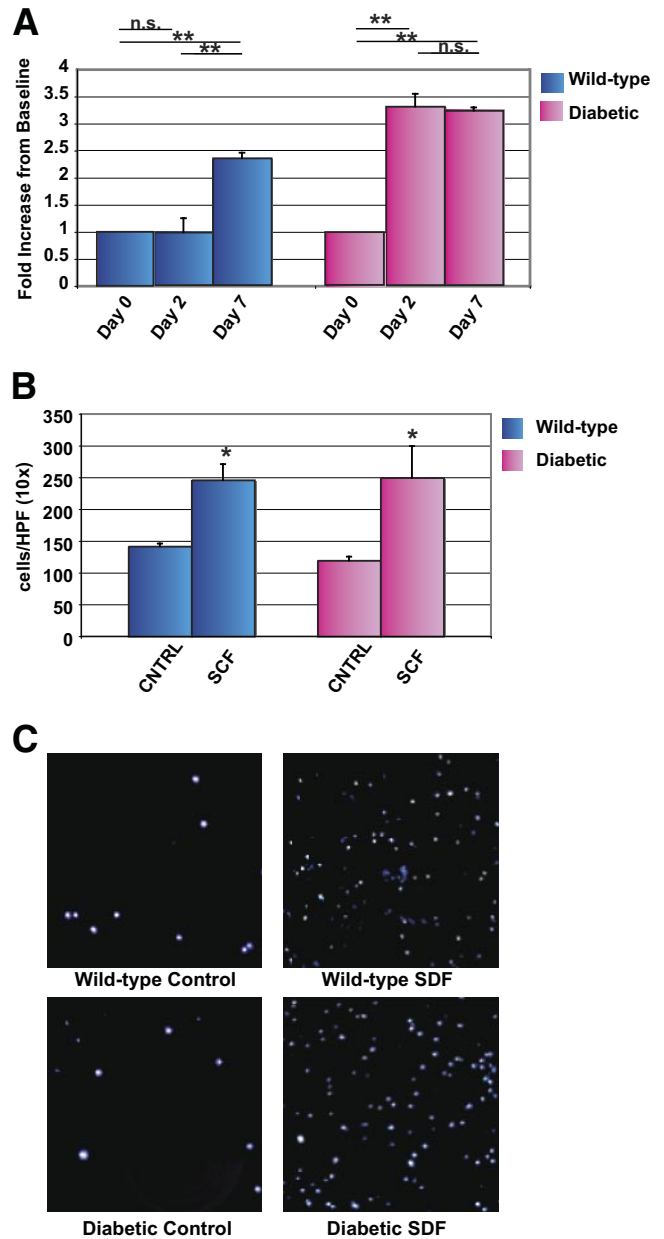 A
n.s.
**
**
**
**
n.s.
Fold Increase from Baseline
4
3.5
3
2.5
2
1.5
1
0.5
0
Day 0
Day 2
Day 7
Day 0
Day 2
Day 7
Wild-type
Diabetic
B
cells/HPF (10x)
350
300
250
200
150
100
50
0
*
*
CNTRL
SCF
CNTRL
SCF
Wild-type
Diabetic
C
Wild-type Control
Wild-type SDF
Diabetic Control
Diabetic SDF